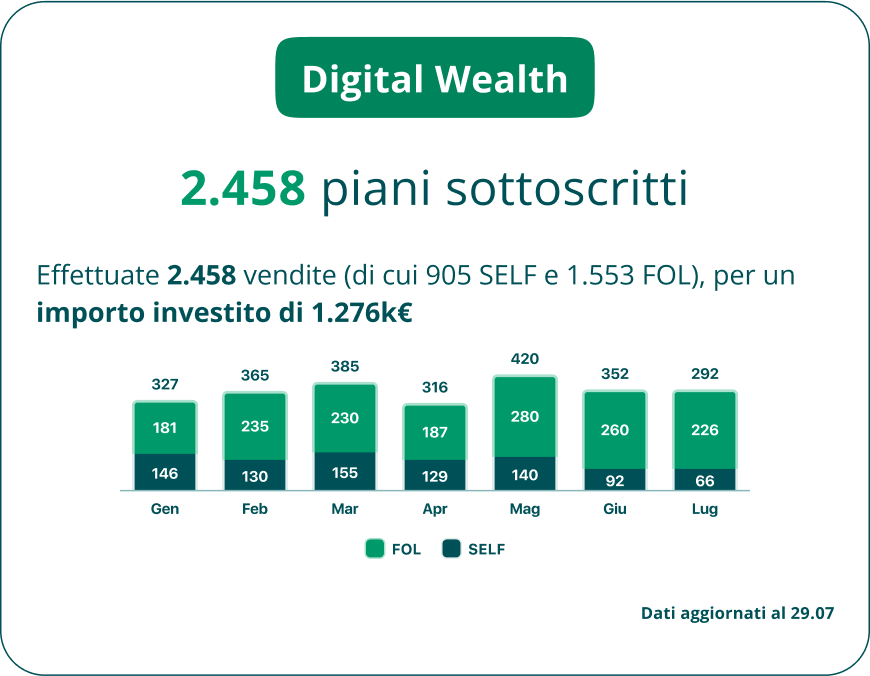 Digital Wealth
2.458 piani sottoscritti
Effettuate 2.458 vendite (di cui 905 SELF e 1.553 FOL), per un
importo investito di 1.276k€
327 365 385 316 420 352 292
181 235 230 187 280 260 226
146 130 155 129 140 92 66
Gen Feb Mar Apr Mag Giu Lug
FOL SELF
Dati aggiornati al 29.07